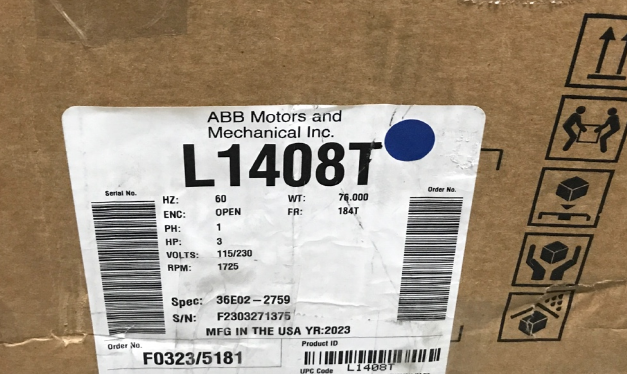 ABB Motors and
Mechanical Inc.
L1408T
Serial No.
Order No.
HZ: 60 WT: 76.000
ENC: OPEN FR: 184T
PH: 1
HP: 3
VOLTS: 115/230
RPM: 1725
Spec: 36E02-2759
S/N: F2303271375
MFG IN THE USA YR:2023
Order No.
F0323/5181
Product ID
L1408T
UPC Code